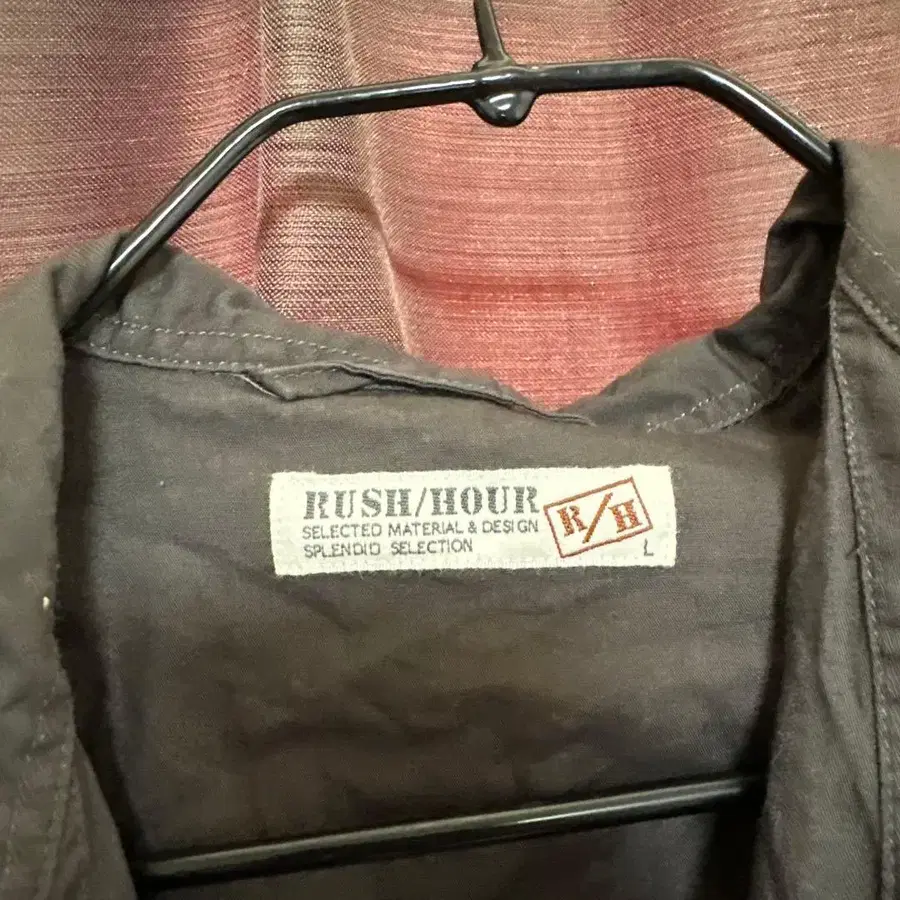 RUSH/HOUR
SELECTED MATERIAL & DESIGN
SPLENDID SELECTION
R/H
L